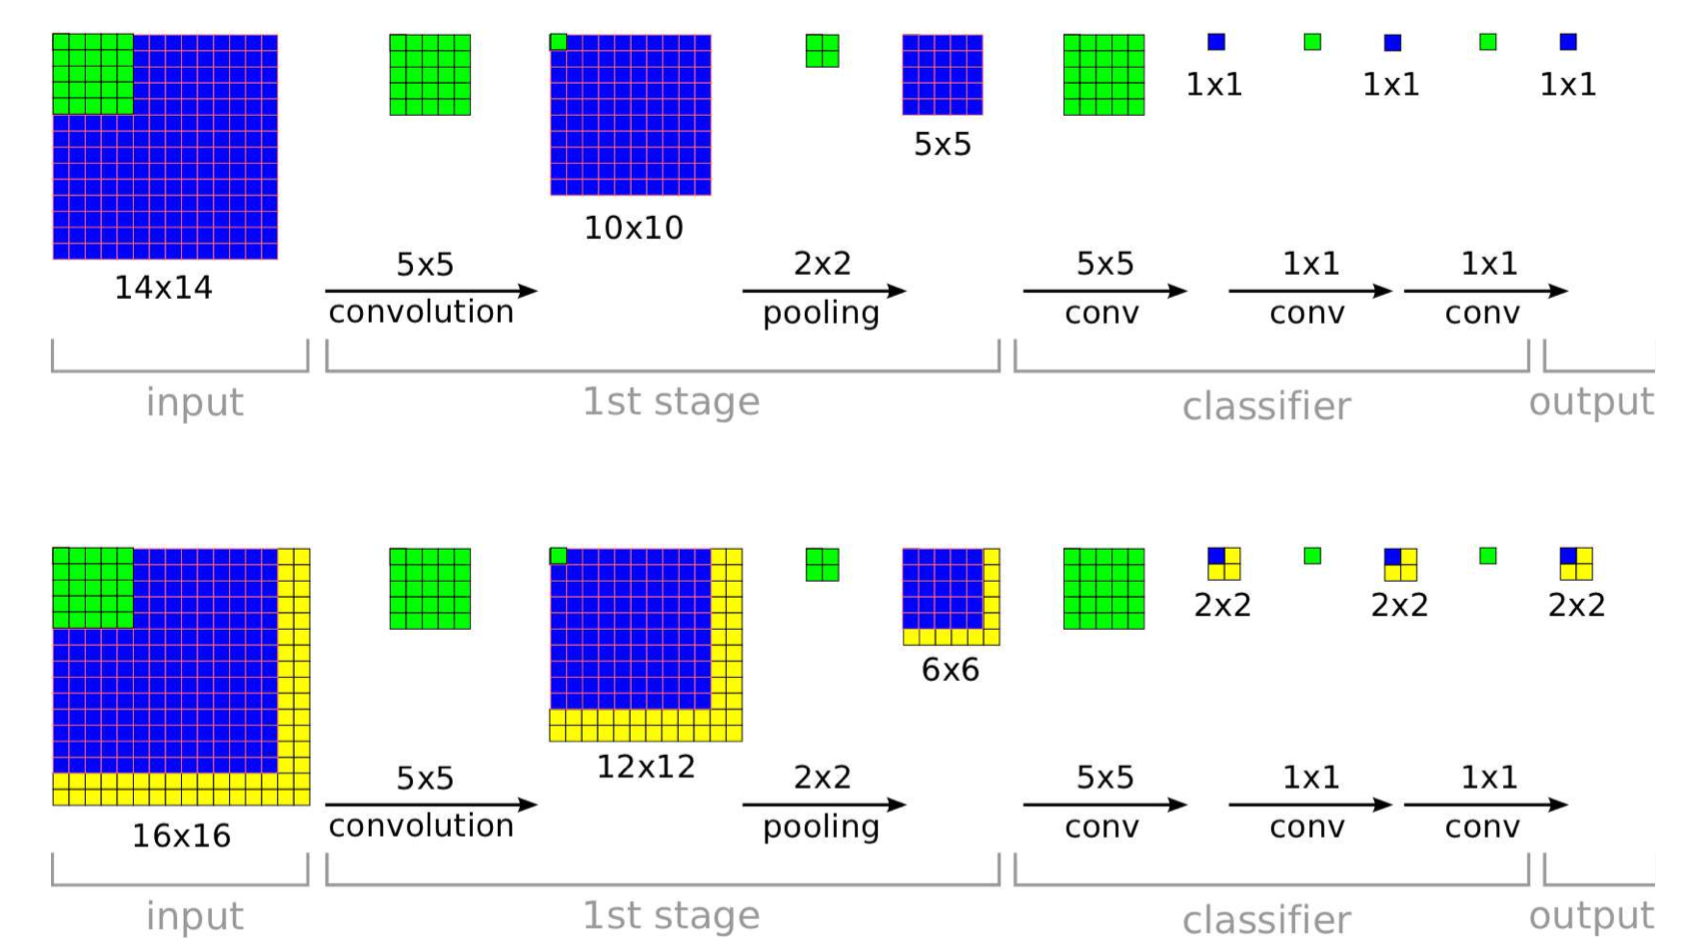 1x1 1x1 1x1
5x5
10x10
5x5 2x2 5x5 1x1 1x1
14x14
convolution pooling conv conv conv
input 1st stage classifier output
2x2 2x2 2x2
6x6
12x12
5x5 2x2 5x5 1x1 1x1
convolution pooling conv conv conv
16x16
input 1st stage classifier output